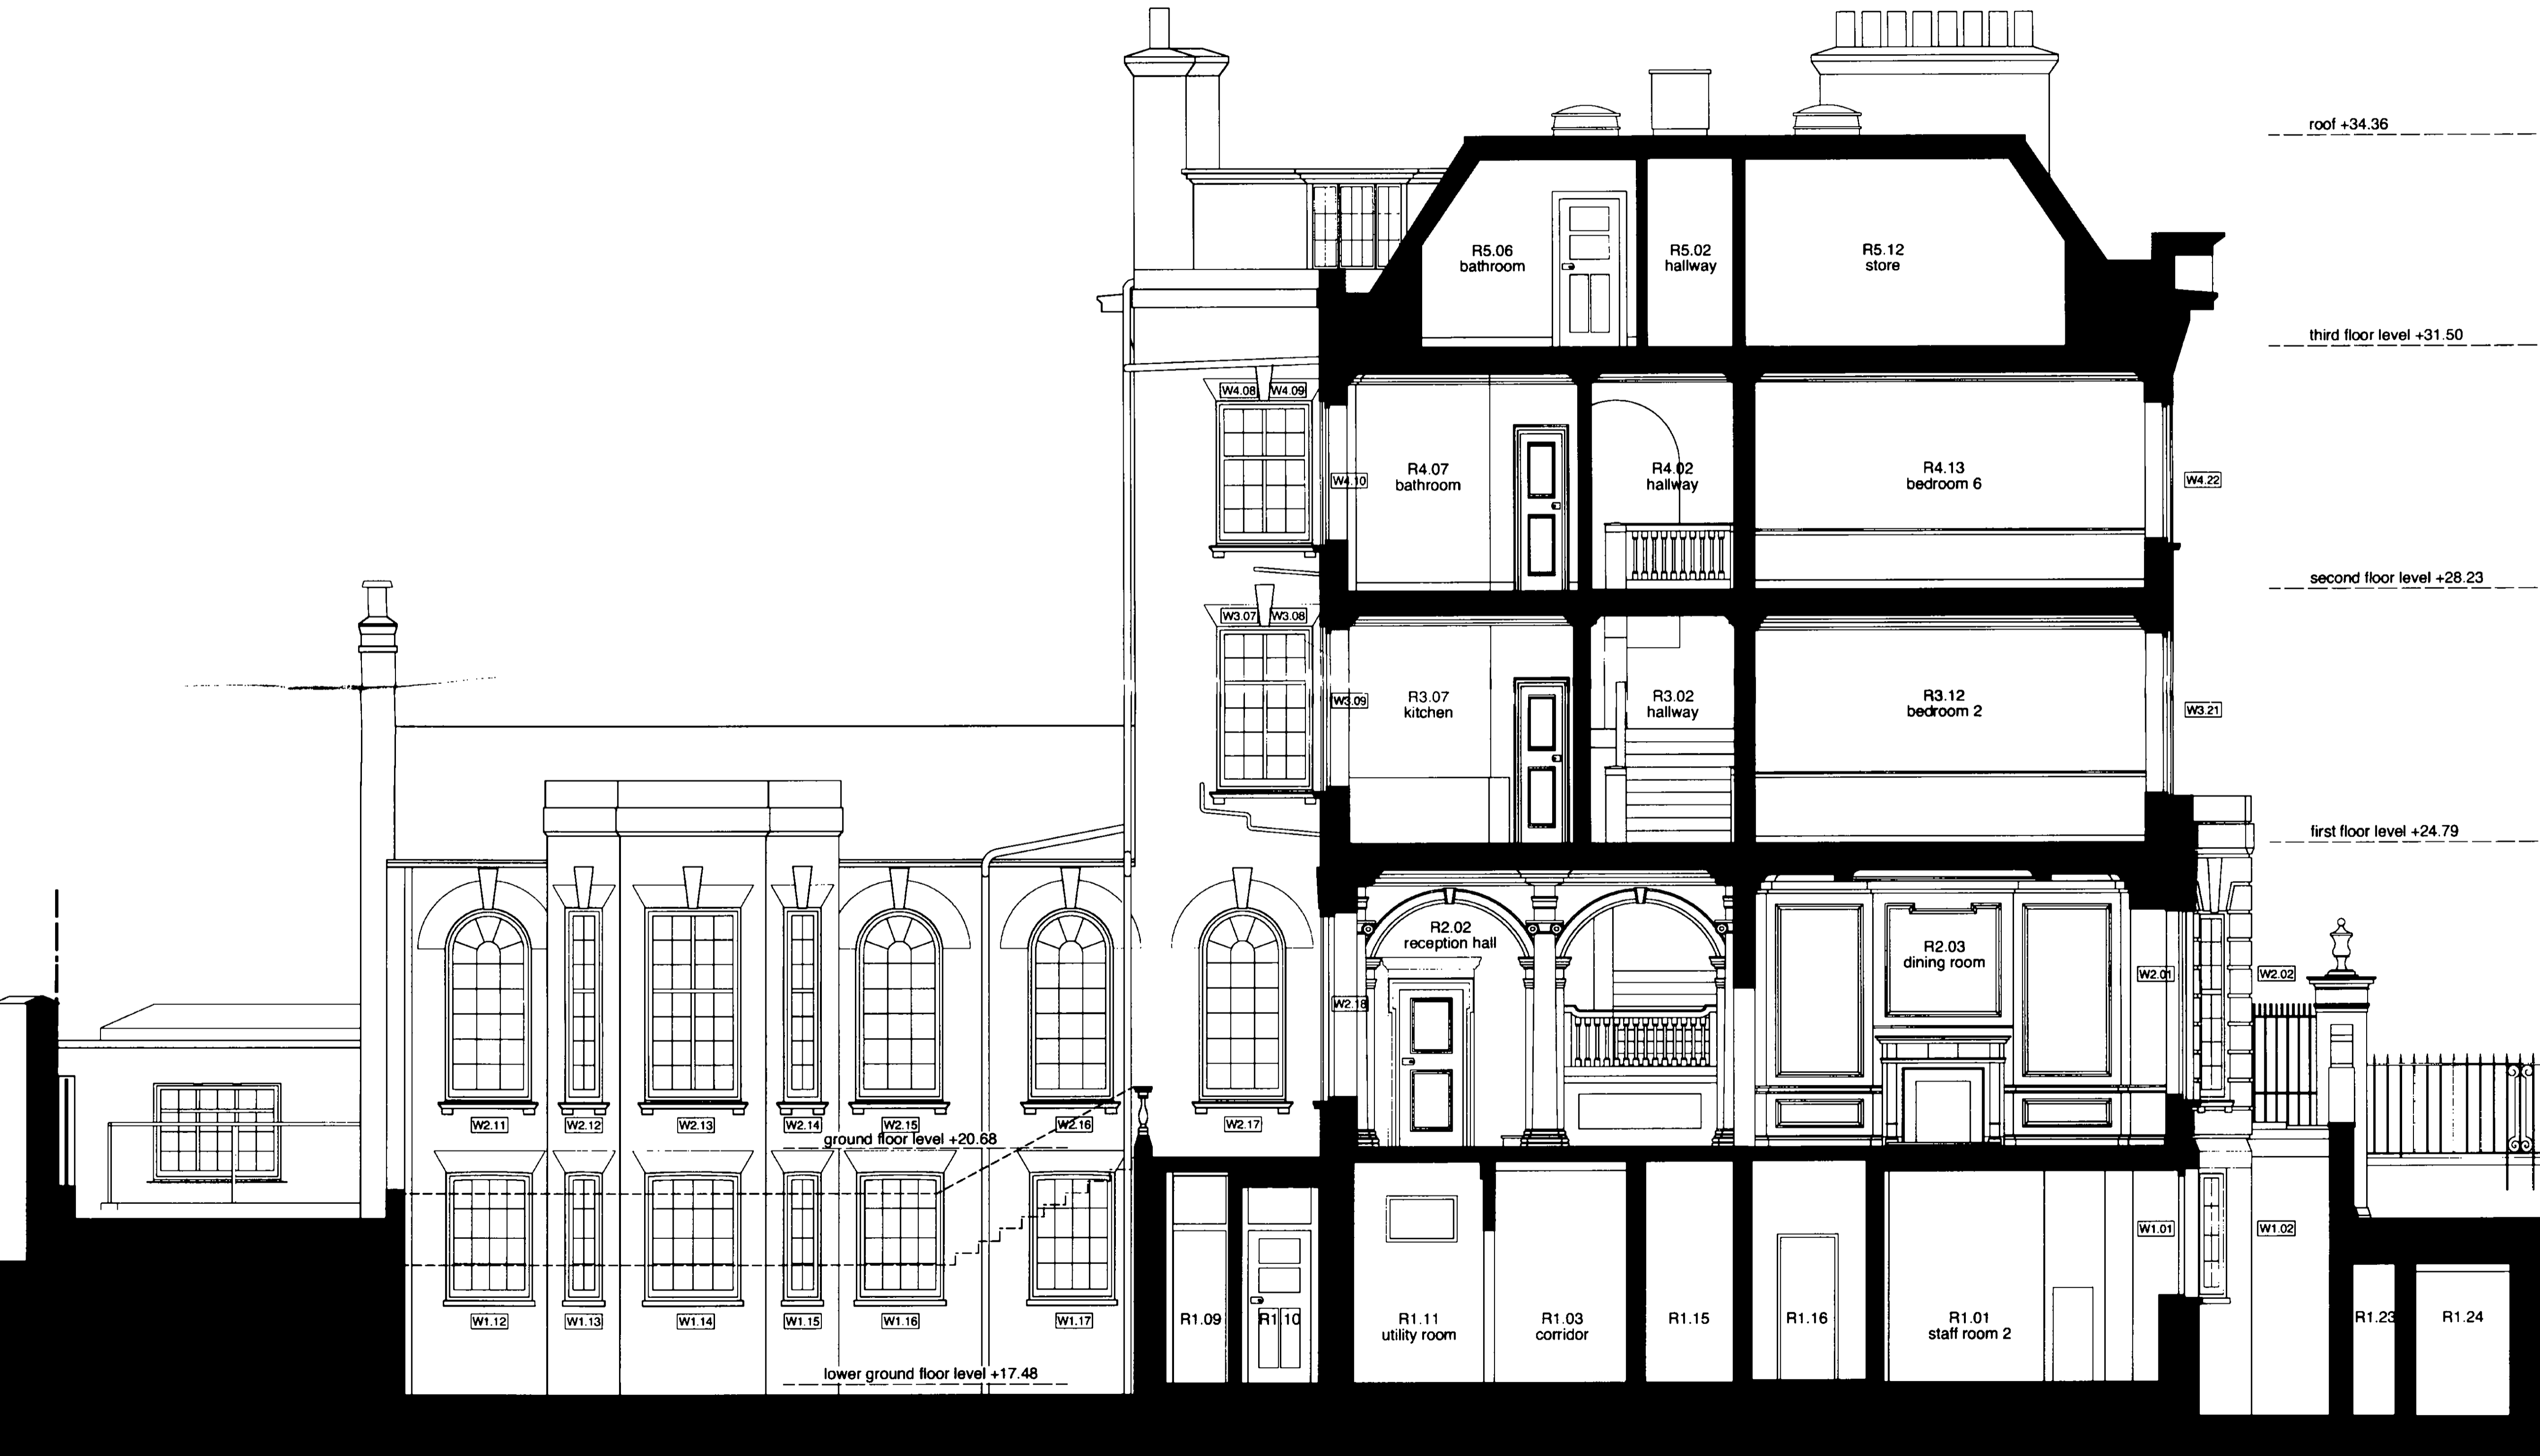 roof +34.36
R5.06
bathroom
R5.02
hallway
R5.12
store
third floor level +31.50
W4.08
W4.09
W4.10
R4.07
bathroom
R4.02
hallway
R4.13
bedroom 6
W4.22
second floor level +28.23
W3.07
W3.08
W3.09
R3.07
kitchen
R3.02
hallway
R3.12
bedroom 2
W3.21
first floor level +24.79
R2.02
reception hall
R2.03
dining room
W2.18
W2.01
W2.02
W2.11
W2.12
W2.13
W2.14
W2.15
W2.16
W2.17
ground floor level +20.68
W1.01
W1.02
W1.12
W1.13
W1.14
W1.15
W1.16
W1.17
R1.09
R1.10
R1.11
utility room
R1.03
corridor
R1.15
R1.16
R1.01
staff room 2
R1.23
R1.24
lower ground floor level +17.48